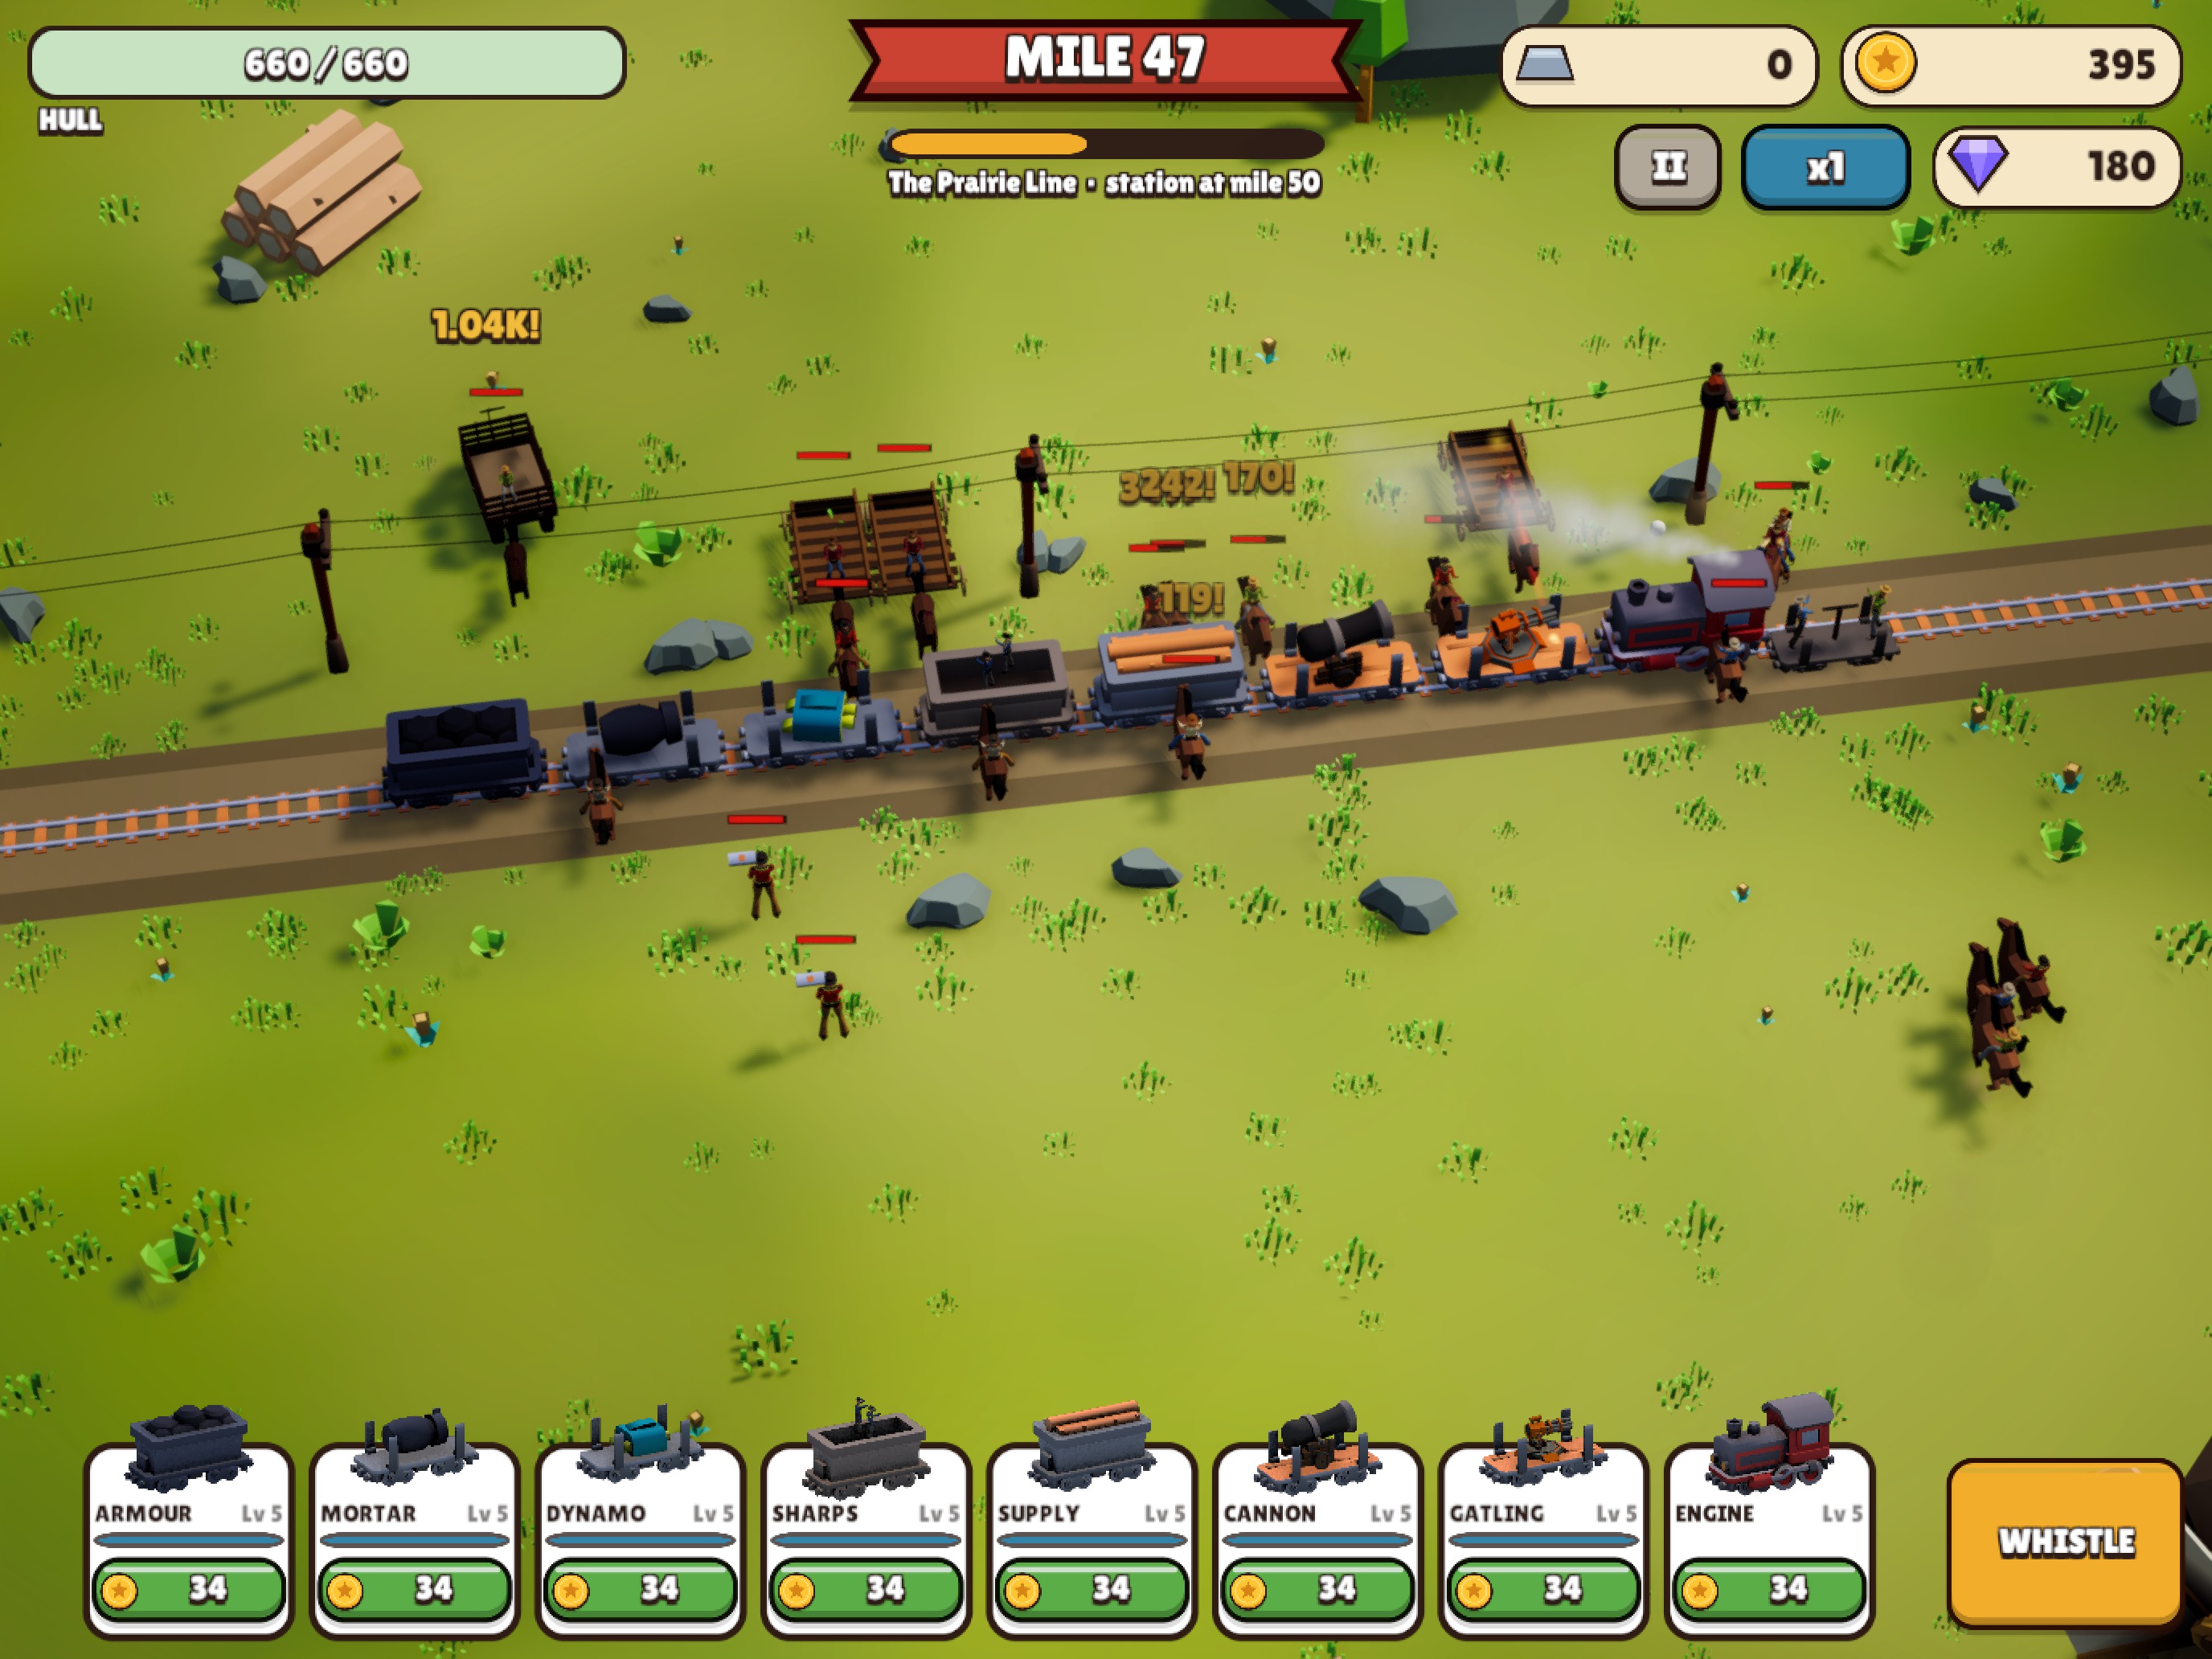 660/660
MILE 47
0
395
HULL
II
x1
180
The Prairie Line · station at mile 50
1.04K!
3242! 170!
119!
ARMOUR Lv 5
MORTAR Lv 5
DYNAMO Lv 5
SHARPS Lv 5
SUPPLY Lv 5
CANNON Lv 5
GATLING Lv 5
ENGINE Lv 5
WHISTLE
34
34
34
34
34
34
34
34